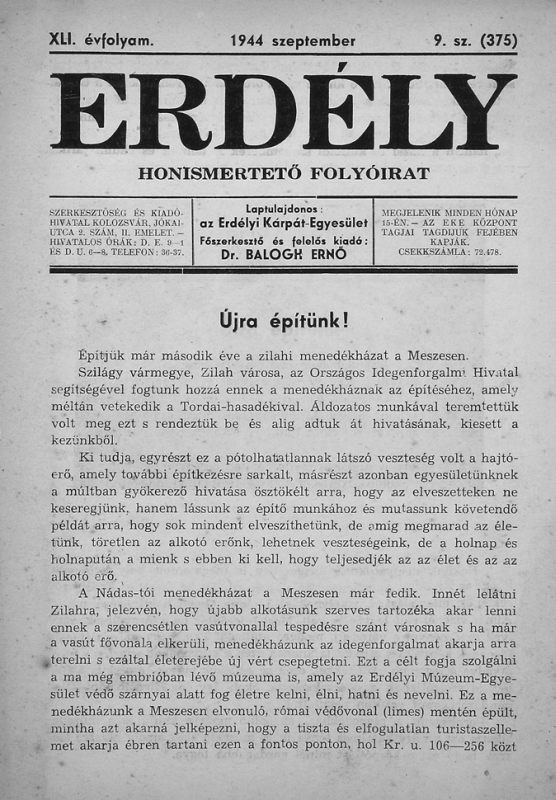 XLI. évfolyam. 1944 szeptember 9. sz. (375)
ERDÉLY
HONISMERTETŐ FOLYÓIRAT
SZERKESZTŐSÉG ÉS KIADÓ-
HIVATAL KOLOZSVÁR, JÓKAI-
UTCA 2. SZÁM, II. EMELET. —
HIVATALOS ÓRÁK: D. E. 9—1
ÉS D. U. 6—8. TELEFON: 36-37.
Laptulajdonos:
az Erdélyi Kárpát-Egyesület
Főszerkesztő és felelős kiadó:
Dr. BALOGH ERNŐ
MEGJELENIK MINDEN HÓNAP
15-ÉN. — AZ EKE KÖZPONT
TAGJAI TAGDIJUK FEJÉBEN
KAPJÁK.
CSEKKSZÁMLA: 72.478.
Újra építünk!
Építjük már második éve a zilahi menedékházat a Meszesen.
Szilágy vármegye, Zilah városa, az Országos Idegenforgalmi Hivatal
segítségével fogtunk hozzá ennek a menedékháznak az építéséhez, amely
méltán vetekedik a Tordai-hasadékival. Áldozatos munkával teremtettük
volt meg ezt s rendeztük be és alig adtuk át hivatásának, kiesett a
kezünkből.
Ki tudja, egyrészt ez a pótolhatatlannak látszó veszteség volt a hajtó-
erő, amely további építkezésre sarkalt, másrészt azonban egyesületünknek
a múltban gyökerező hivatása ösztökélt arra, hogy az elveszetteken ne
keseregjünk, hanem lássunk az építő munkához és mutassunk követendő
példát arra, hogy sok mindent elveszíthetünk, de amíg megmarad az éle-
tünk, töretlen az alkotó erőnk, lehetnek veszteségeink, de a holnap és
holnapután a mienk s ebben ki kell, hogy teljesedjék az az élet és az az
alkotó erő.
A Nádas-tói menedékházat a Meszesen már fedik. Innét lelátni
Zilahra, jelezvén, hogy újabb alkotásunk szerves tartozéka akar lenni
ennek a szerencsétlen vasútvonallal tespedésre szánt városnak s ha már
a vasút fővonala elkerüli, menedékházunk az idegenforgalmat akarja arra
terelni s ezáltal életerejébe új vért csepegtetni. Ezt a célt fogja szolgálni
a ma még embrióban lévő múzeuma is, amely az Erdélyi Múzeum-Egye-
sület védő szárnyai alatt fog életre kelni, élni, hatni és nevelni. Ez a me-
nedékházunk a Meszesen elvonuló, római védővonal (limes) mentén épült,
mintha azt akarná jelképezni, hogy a tiszta és elfogulatlan turistaszelle-
met akarja ébren tartani ezen a fontos ponton, hol Kr. u. 106—256 közt